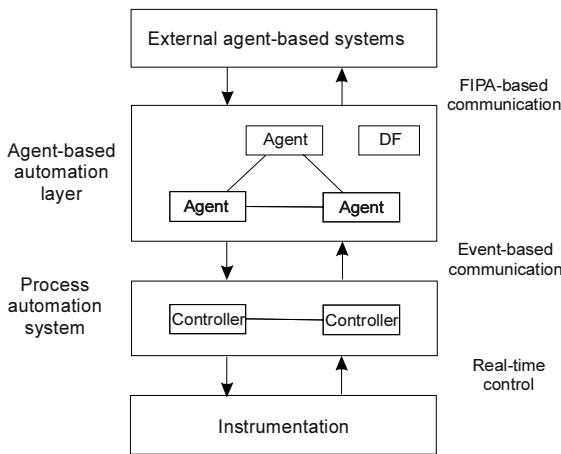 External agent-based systems
FIPA-based
communication
Agent-based
automation
layer
Agent
DF
Agent
Agent
Event-based
communication
Process
automation
system
Controller
Controller
Real-time
control
Instrumentation